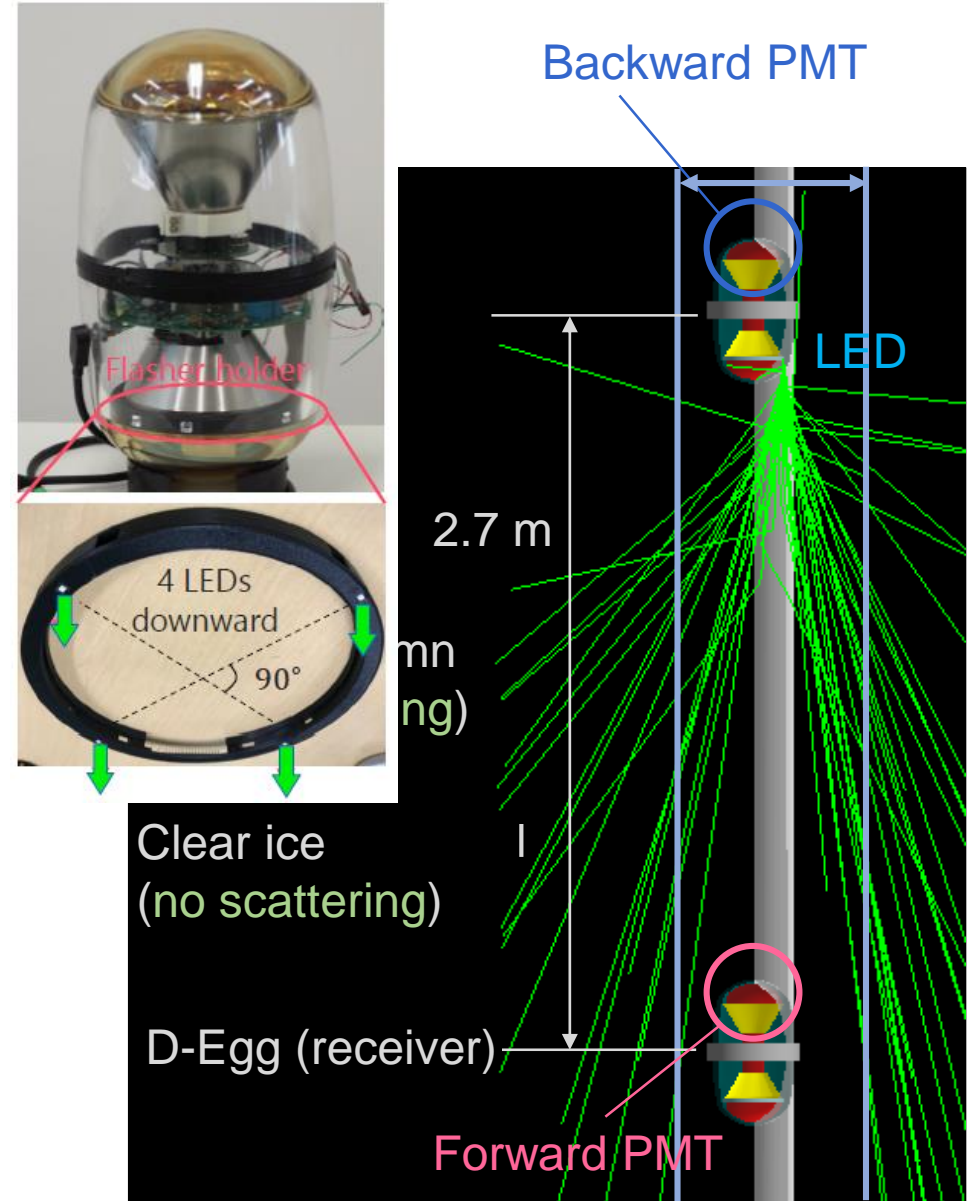 Backward PMT
Flasher holder
LED
2.7 m
4 LEDs
downward
90°
mn
ng)
Clear ice
(no scattering)
l
D-Egg (receiver)
Forward PMT